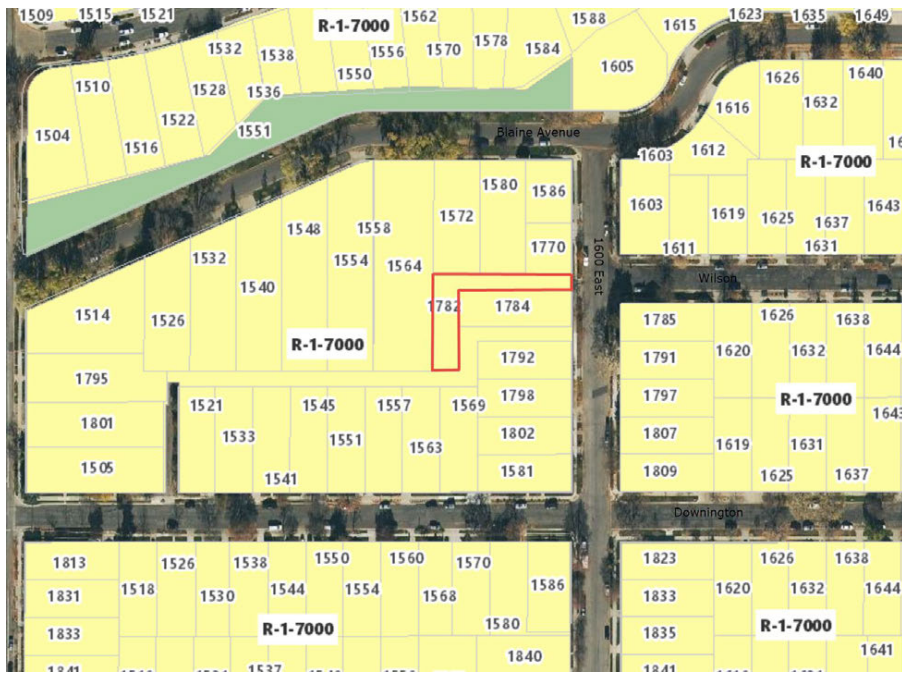 1509 1515 1521 R-1-7000 1562 1588 1615 1623 1635 1649
1532 1538 1556 1570 1578 1584
1510 1528 1550 1605 1626 1640
1536 1616 1632
1504 1516 1522 1551
Blaine Avenue
1603 1612 R-1-7000
1572 1580 1586
1603 1619 1625 1637 1643
1548 1558
1532 1554 1564 1770 1611 1631
1600 East
Wilson
1540
1514 1526 1782 1784 1785 1626 1638
R-1-7000
1792 1791 1620 1632 1644
1795
1521 1545 1557 1569 1798 1797 R-1-7000
1801 1533 1551 1563 1802 1807 1619 1631
1505 1541 1581 1809 1625 1637
Downington
1813 1526 1538 1550 1560 1570 1823 1626 1638
1831 1518 1530 1544 1554 1568 1586 1833 1620 1632 1644
1833 R-1-7000 1580 1835 R-1-7000
1841 1537 1840 1841 1641